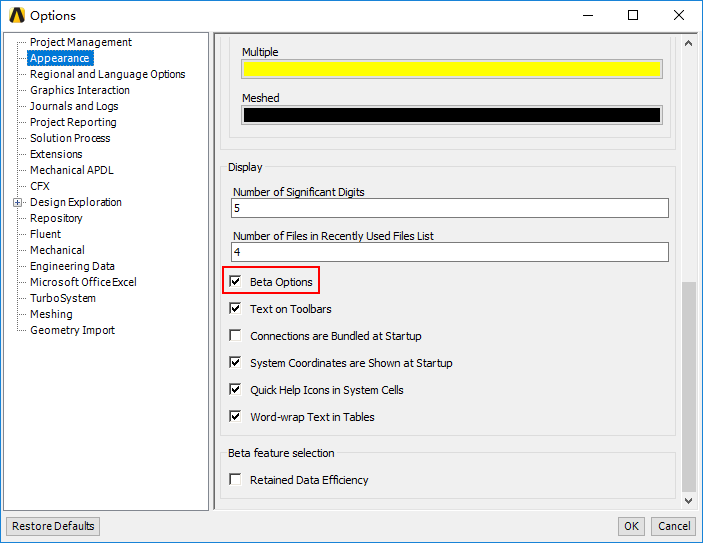 Options
Project Management
Appearance
Regional and Language Options
Graphics Interaction
Journals and Logs
Project Reporting
Solution Process
Extensions
Mechanical APDL
CFX
Design Exploration
Repository
Fluent
Mechanical
Engineering Data
Microsoft Office Excel
TurboSystem
Meshing
Geometry Import
Multiple
Meshed
Display
Number of Significant Digits
5
Number of Files in Recently Used Files List
4
Beta Options
Text on Toolbars
Connections are Bundled at Startup
System Coordinates are Shown at Startup
Quick Help Icons in System Cells
Word-wrap Text in Tables
Beta feature selection
Retained Data Efficiency
Restore Defaults
OK
Cancel